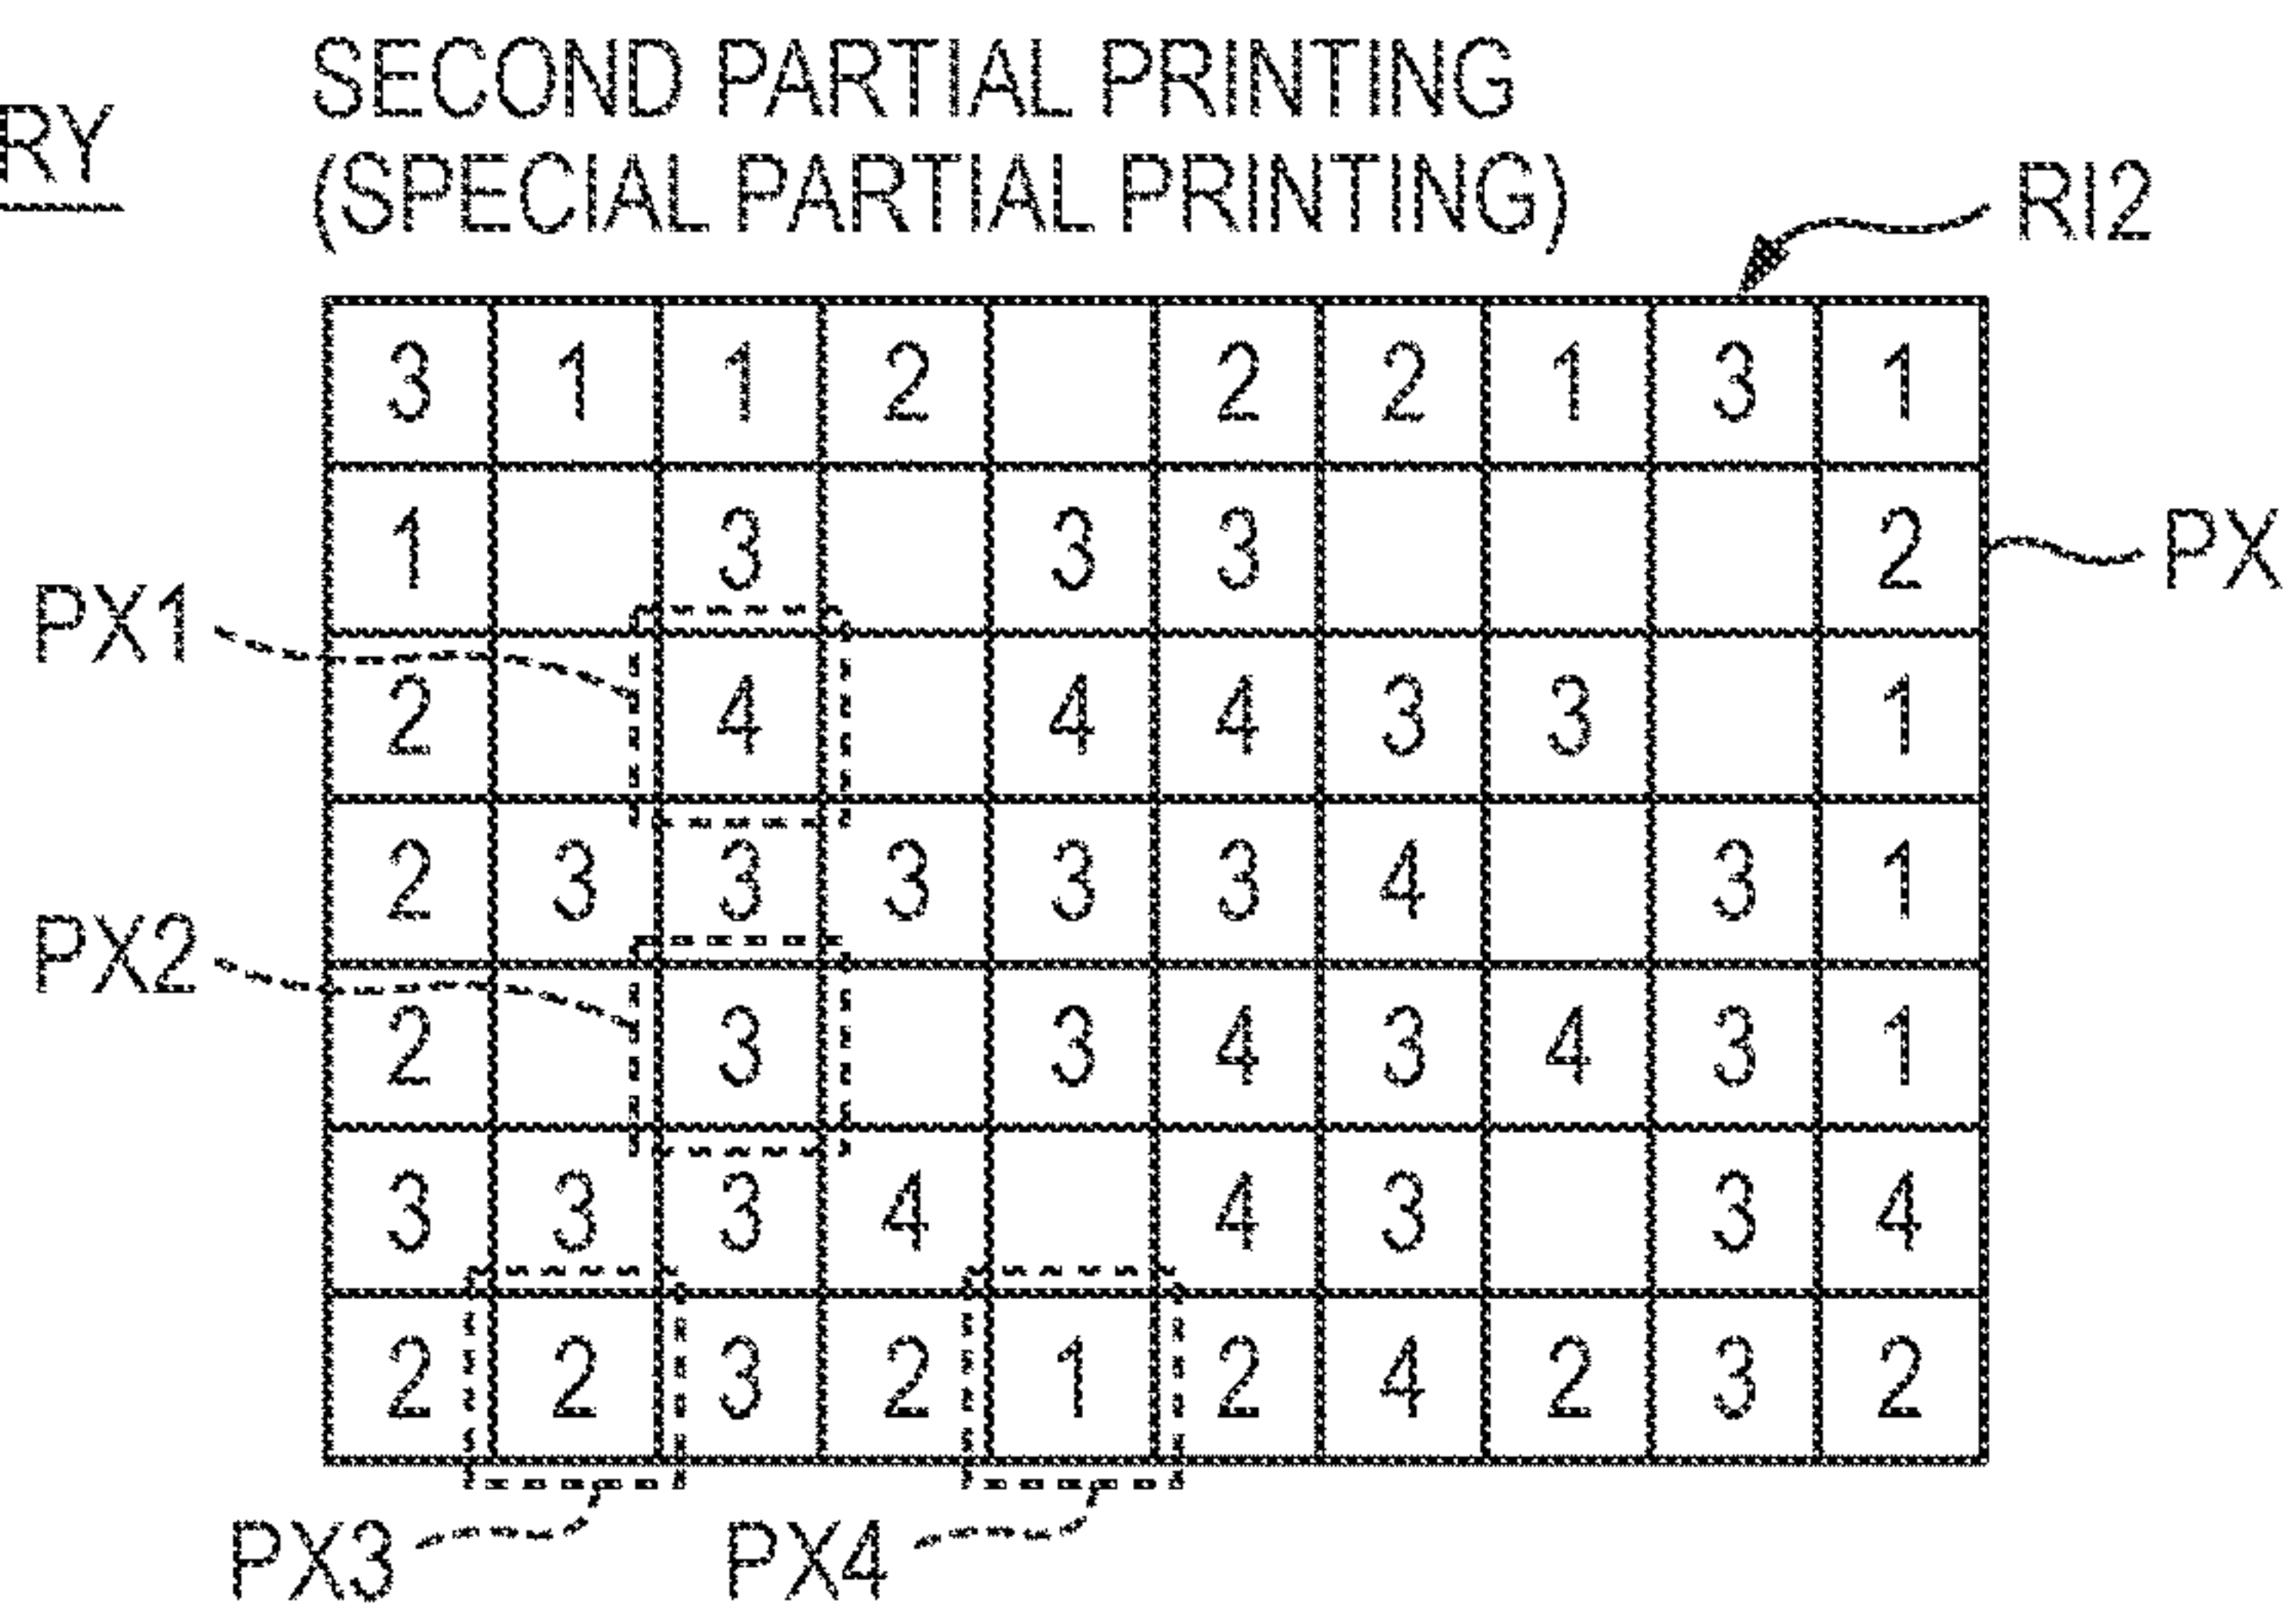 RY
SECOND PARTIAL PRINTING
(SPECIAL PARTIAL PRINTING)
RI2
3 1 1 2 2 2 1 3 1
1 3 3 3 2
PX
PX1
2 4 4 4 3 3 1
2 3 3 3 3 3 4 3 1
PX2
2 3 3 4 3 4 3 1
3 3 3 4 4 3 3 4
2 2 3 2 1 2 4 2 3 2
PX3 PX4